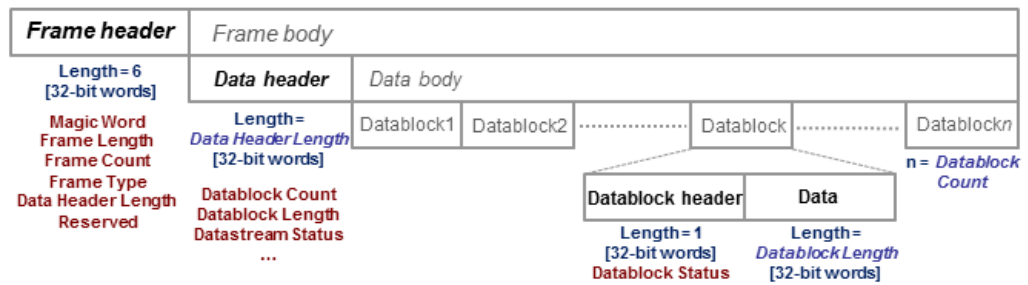 Frame header
Frame body
Length = 6
[32-bit words]
Data header
Data body
Magic Word
Frame Length
Frame Count
Frame Type
Data Header Length
Reserved
Length =
Data Header Length
[32-bit words]
Datablock Count
Datablock Length
Datastream Status
...
Datablock1
Datablock2
Datablock
Datablockn
n = Datablock
Count
Datablock header
Data
Length = 1
[32-bit words]
Datablock Status
Length =
Datablock Length
[32-bit words]